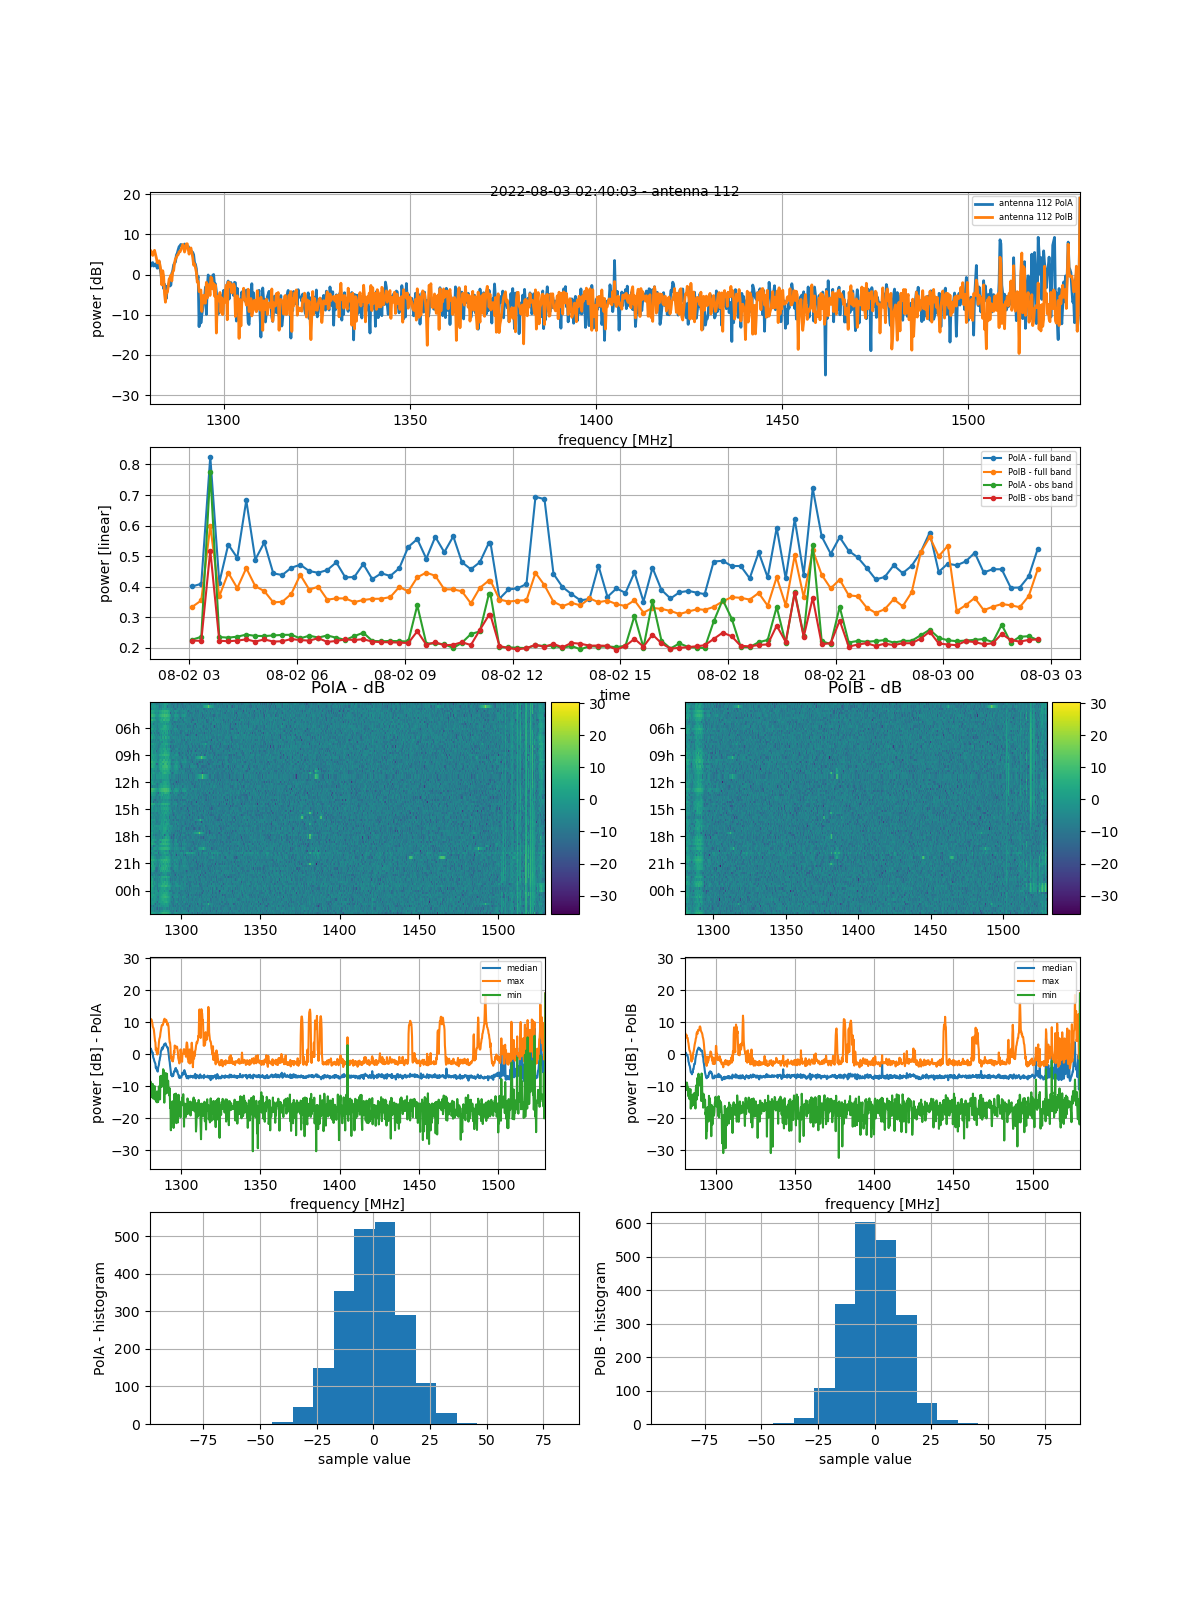 2022-08-03 02:40:03 - antenna 112
power [dB]
20
10
0
−10
−20
−30
antenna 112 PolA
antenna 112 PolB
1300 1350 1400 1450 1500
frequency [MHz]
power [linear]
0.8
0.7
0.6
0.5
0.4
0.3
0.2
PolA - full band
PolB - full band
PolA - obs band
PolB - obs band
08-02 03 08-02 06 08-02 09 08-02 12 08-02 15 08-02 18 08-02 21 08-03 00 08-03 03
time
PolA - dB
06h
09h
12h
15h
18h
21h
00h
1300 1350 1400 1450 1500
30
20
10
0
−10
−20
−30
PolB - dB
06h
09h
12h
15h
18h
21h
00h
1300 1350 1400 1450 1500
30
20
10
0
−10
−20
−30
power [dB] - PolA
30
20
10
0
−10
−20
−30
median
max
min
1300 1350 1400 1450 1500
frequency [MHz]
power [dB] - PolB
30
20
10
0
−10
−20
−30
median
max
min
1300 1350 1400 1450 1500
frequency [MHz]
PolA - histogram
500
400
300
200
100
0
−75 −50 −25 0 25 50 75
sample value
PolB - histogram
600
500
400
300
200
100
0
−75 −50 −25 0 25 50 75
sample value